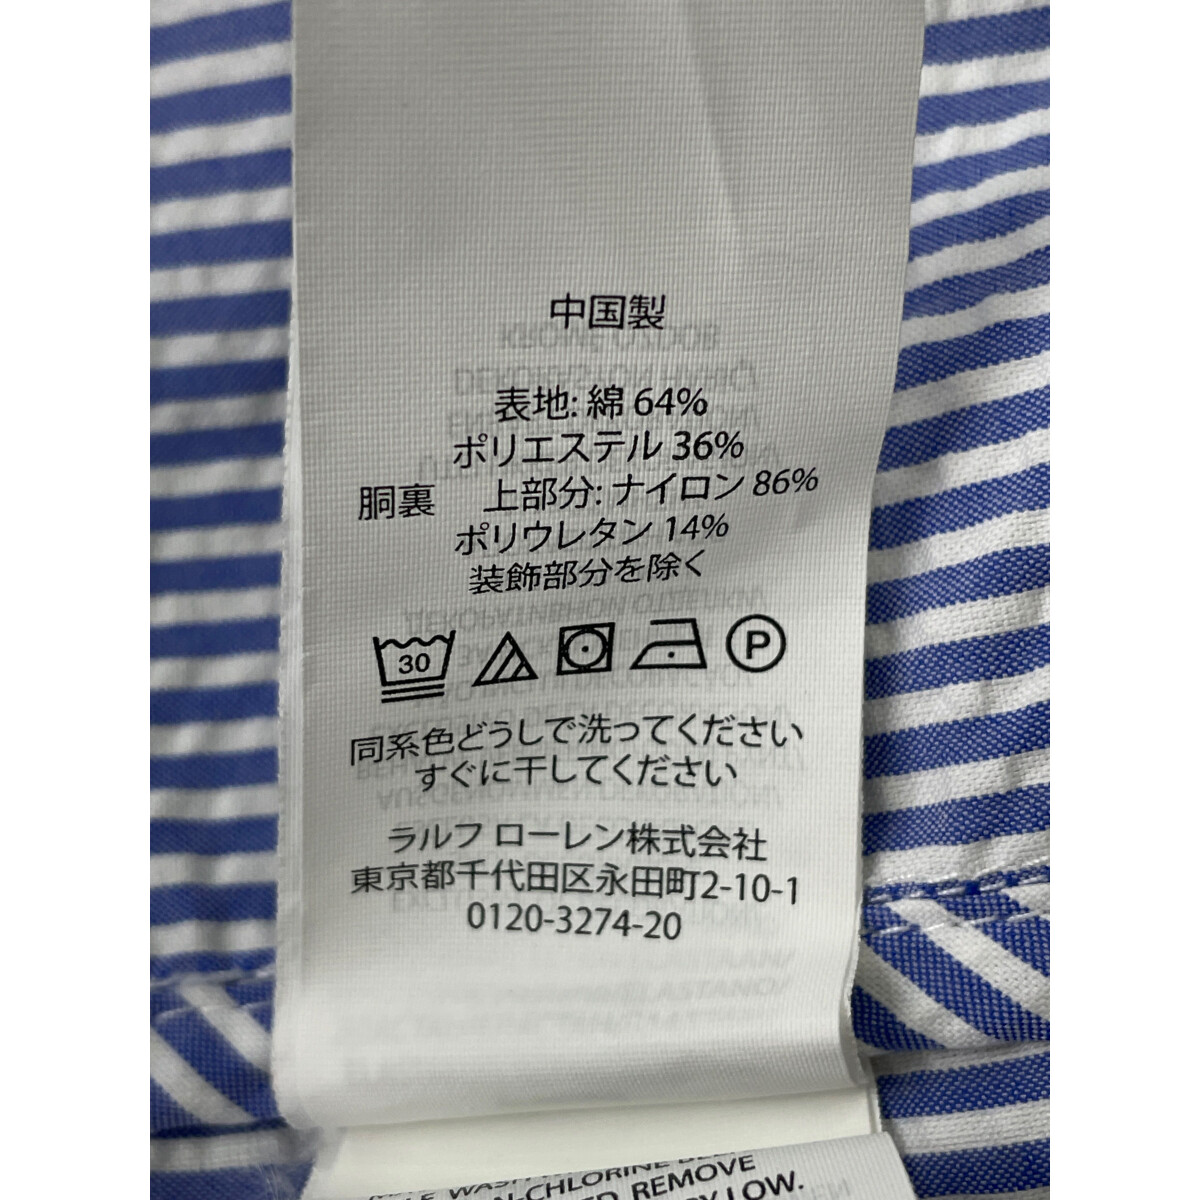 中国製
表地: 綿 64%
ポリエステル 36%
胴裏 上部分: ナイロン 86%
ポリウレタン 14%
装飾部分を除く
30
P
同系色どうしで洗ってください
すぐに干してください
ラルフ ローレン株式会社
東京都千代田区永田町2-10-1
0120-3274-20
WASH
CHLORINE
REMOVE
LOW.